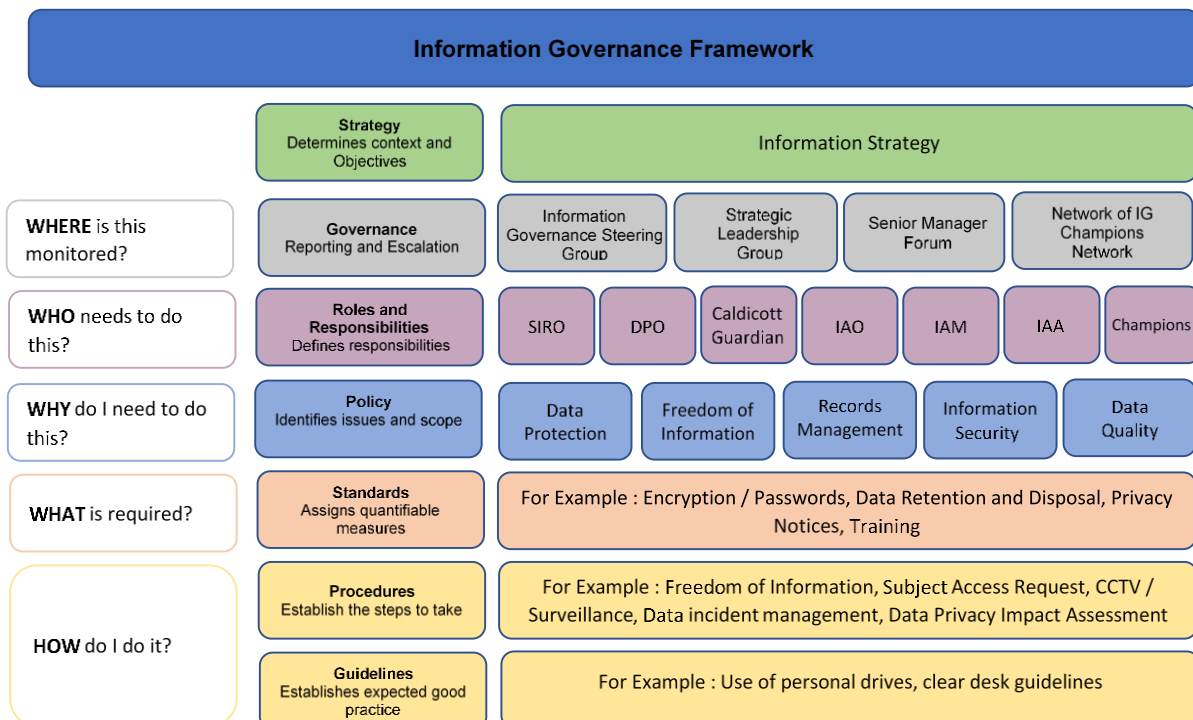 Information Governance Framework
Strategy
Determines context and
Objectives
Information Strategy
WHERE is this
monitored?
Governance
Reporting and Escalation
Information
Governance Steering
Group
Strategic
Leadership
Group
Senior Manager
Forum
Network of IG
Champions
Network
WHO needs to do
this?
Roles and
Responsibilities
Defines responsibilities
SIRO
DPO
Caldicott
Guardian
IAO
IAM
IAA
Champions
WHY do I need to do
this?
Policy
Identifies issues and scope
Data
Protection
Freedom of
Information
Records
Management
Information
Security
Data
Quality
WHAT is required?
Standards
Assigns quantifiable
measures
For Example : Encryption / Passwords, Data Retention and Disposal, Privacy
Notices, Training
HOW do I do it?
Procedures
Establish the steps to take
For Example : Freedom of Information, Subject Access Request, CCTV /
Surveillance, Data incident management, Data Privacy Impact Assessment
Guidelines
Establishes expected good
practice
For Example : Use of personal drives, clear desk guidelines